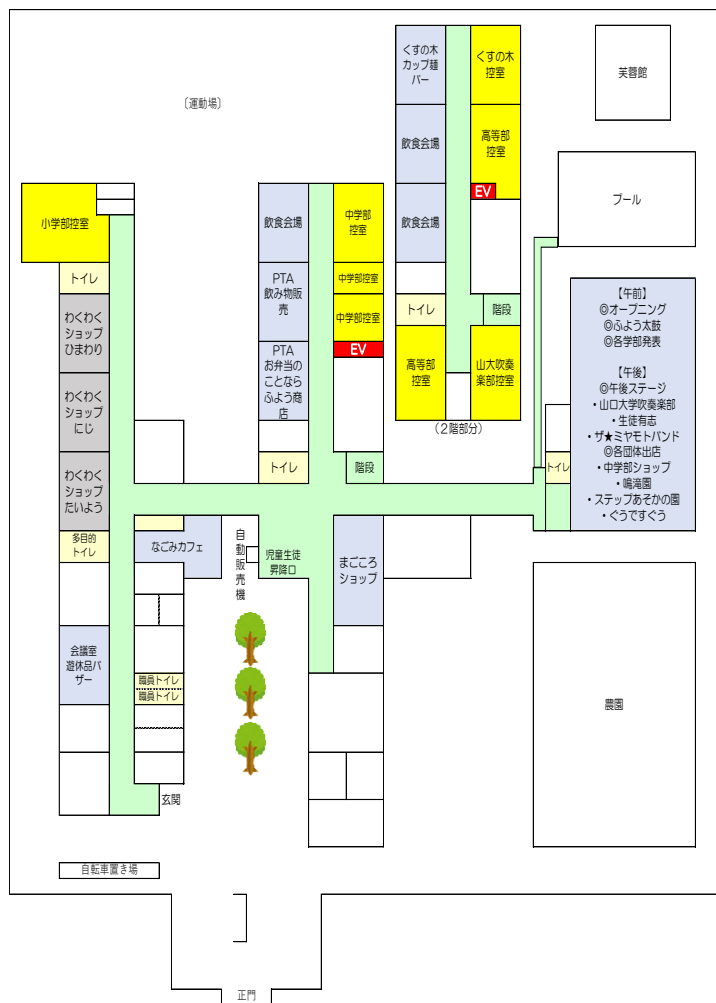 くすの木
カップ麺
バー
くすの木
控室
芙蓉館
〔運動場〕
飲食会場
高等部
控室
EV
プール
小学部控室
飲食会場
中学部
控室
飲食会場
トイレ
PTA
飲み物販
売
中学部控室
わくわく
ショップ
ひまわり
中学部控室
トイレ
階段
EV
PTA
お弁当の
ことなら
ふよう商
店
高等部
控室
山大吹奏
楽部控室
(2階部分)
【午前】
◎オープニング
◎ふよう太鼓
◎各学部発表
【午後】
◎午後ステージ
・山口大学吹奏楽部
・生徒有志
・ザ★ミヤモトバンド
◎各団体出店
・中学部ショップ
・鳴滝園
・ステップあそかの園
・ぐうですぐう
わくわく
ショップ
にじ
わくわく
ショップ
たいよう
トイレ
階段
トイレ
多目的
トイレ
なごみカフェ
自動販売機
児童生徒
昇降口
まごころ
ショップ
会議室
遊休品バ
ザー
職員トイレ
職員トイレ
農園
玄関
自転車置き場
正門